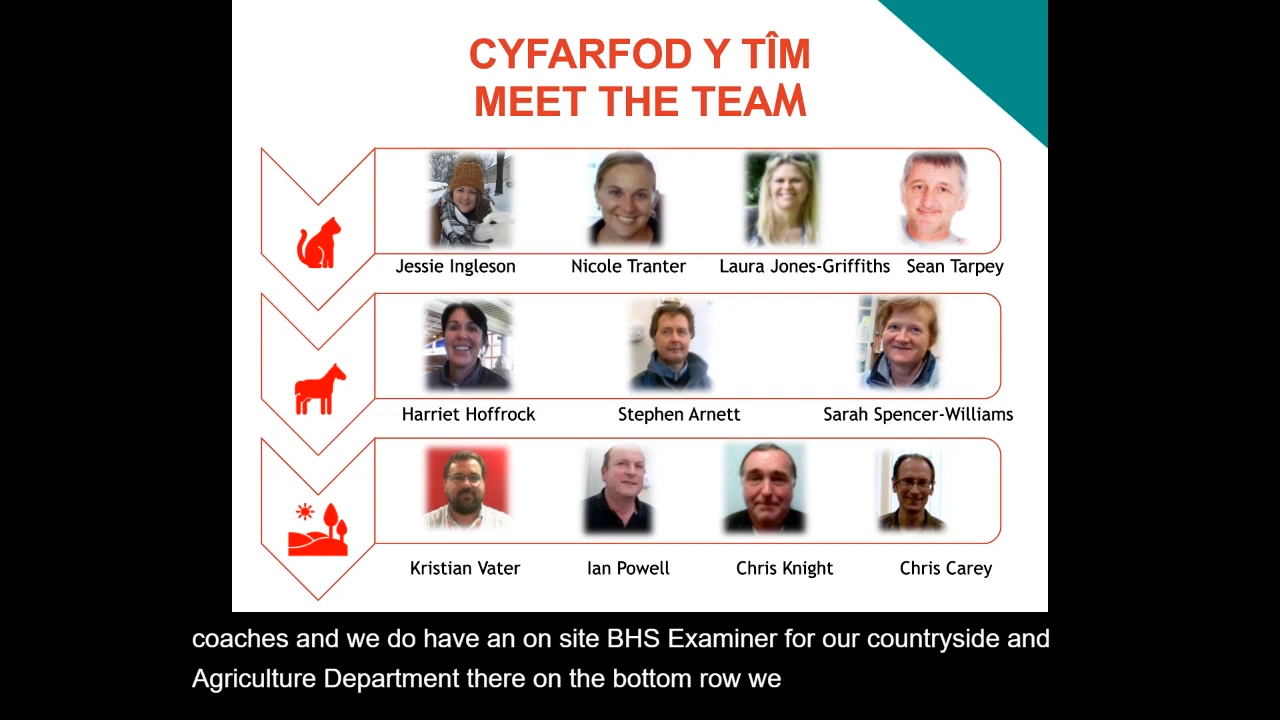 CYFARFOD Y TÎM
MEET THE TEAM
Jessie Ingleson Nicole Tranter Laura Jones-Griffiths Sean Tarpey
Harriet Hoffrock Stephen Arnett Sarah Spencer-Williams
Kristian Vater Ian Powell Chris Knight Chris Carey
coaches and we do have an on site BHS Examiner for our countryside and
Agriculture Department there on the bottom row we